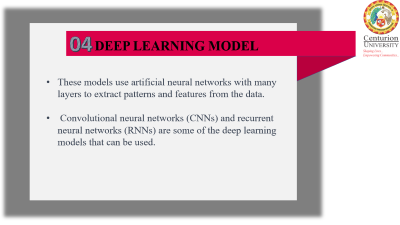 04 DEEP LEARNING MODEL
Centurion
UNIVERSITY
Shaping Lives...
Empowering Communities...
• These models use artificial neural networks with many
layers to extract patterns and features from the data.
• Convolutional neural networks (CNNs) and recurrent
neural networks (RNNs) are some of the deep learning
models that can be used.